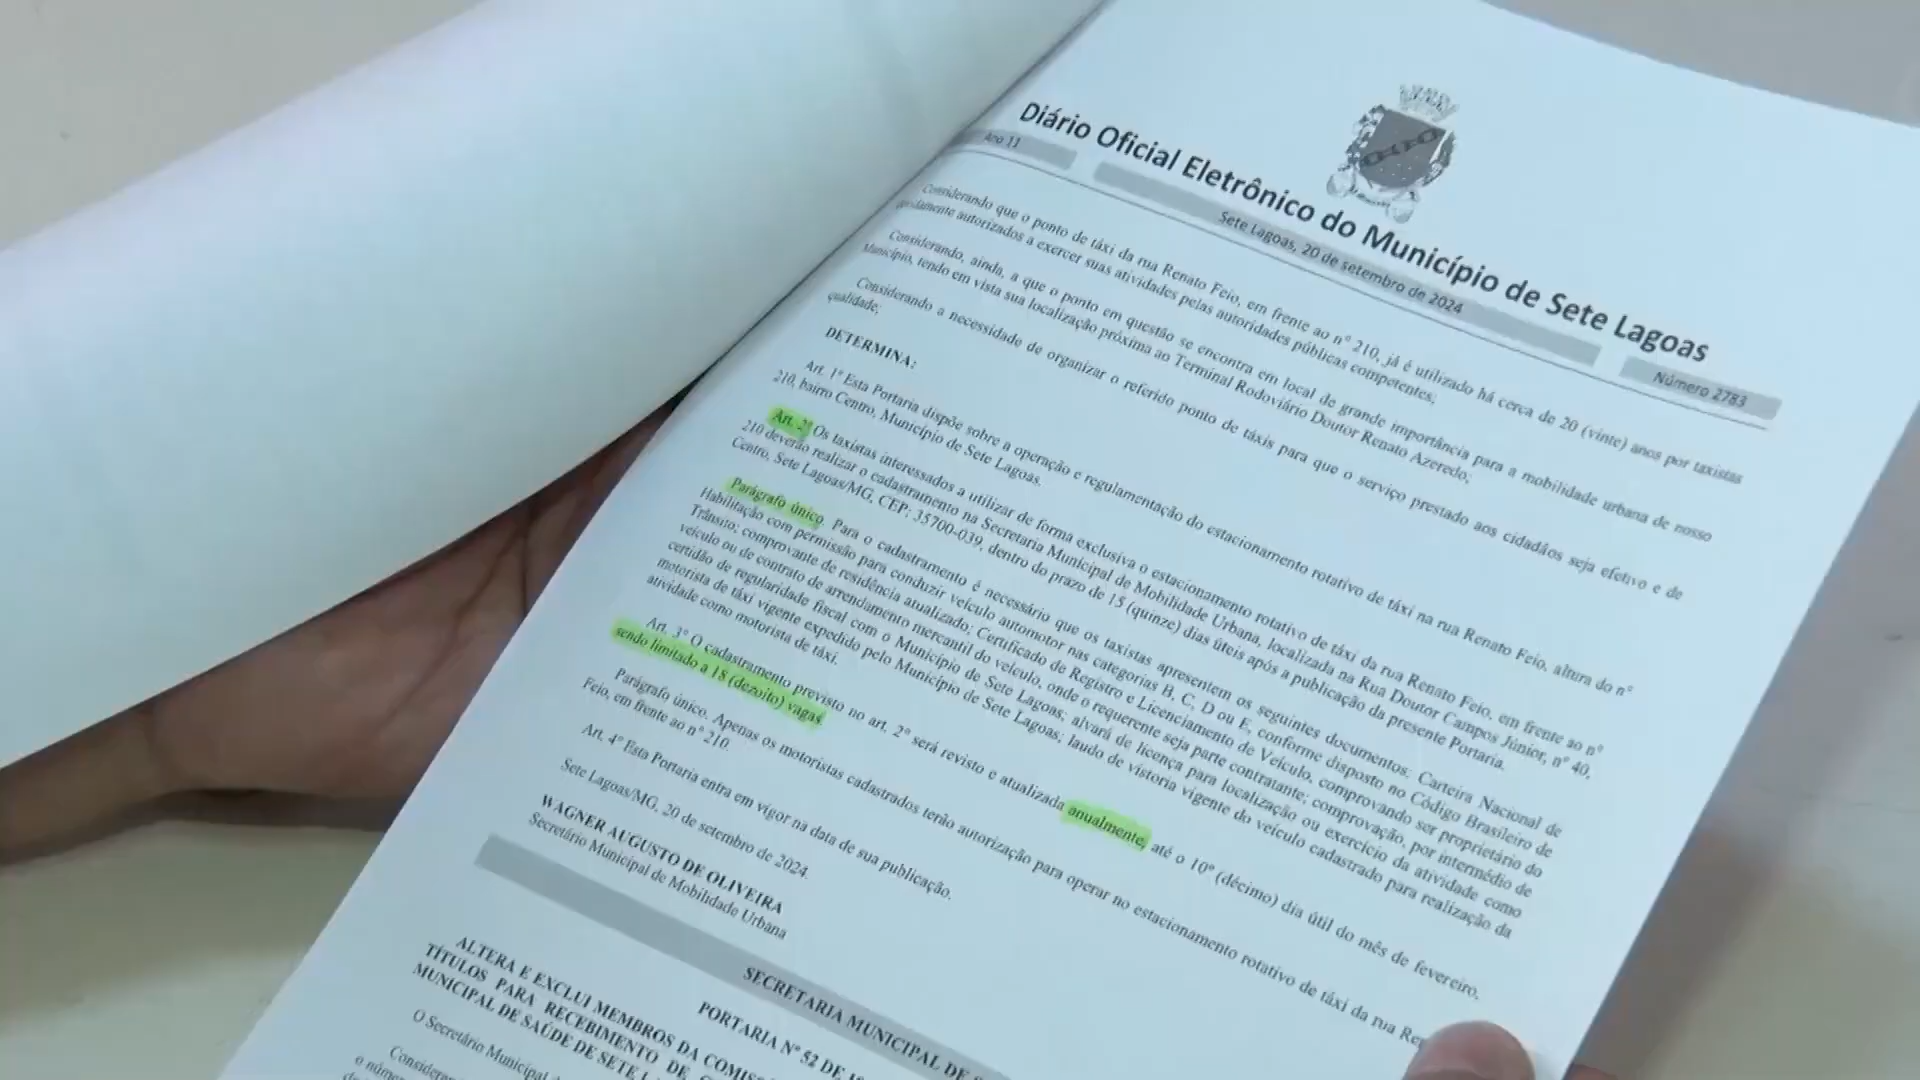 Diário Oficial Eletrônico do Município de Sete Lagoas
Ano 11
Sete Lagoas, 20 de setembro de 2024
Número 2783
Considerando que o ponto de táxi da rua Renato Feio, em frente ao nº 210, já é utilizado há cerca de 20 (vinte) anos por taxistas
devidamente autorizados a exercer suas atividades pelas autoridades públicas competentes;
Considerando, ainda, a que o ponto em questão se encontra em local de grande importância para a mobilidade urbana de nosso
Município, tendo em vista sua localização próxima ao Terminal Rodoviário Doutor Renato Azeredo;
Considerando a necessidade de organizar o referido ponto de táxis para que o serviço prestado aos cidadãos seja efetivo e de
qualidade;
DETERMINA:
Art. 1º Esta Portaria dispõe sobre a operação e regulamentação do estacionamento rotativo de táxi na rua Renato Feio, altura do nº
210, bairro Centro, Município de Sete Lagoas.
Art. 2º Os taxistas interessados a utilizar de forma exclusiva o estacionamento rotativo de táxi da rua Renato Feio, em frente ao nº
210 deverão realizar o cadastramento na Secretaria Municipal de Mobilidade Urbana, localizada na Rua Doutor Campos Júnior, nº 40,
Centro, Sete Lagoas/MG, CEP: 35700-039, dentro do prazo de 15 (quinze) dias úteis após a publicação da presente Portaria.
Parágrafo único. Para o cadastramento é necessário que os taxistas apresentem os seguintes documentos: Carteira Nacional de
Habilitação com permissão para conduzir veículo automotor nas categorias B, C, D ou E, conforme disposto no Código Brasileiro de
Trânsito; comprovante de residência atualizado; Certificado de Registro e Licenciamento de Veículo, comprovando ser proprietário do
veículo ou de contrato de arrendamento mercantil do veículo, onde o requerente seja parte contratante; comprovação, por intermédio de
certidão de regularidade fiscal com o Município de Sete Lagoas; alvará de licença para localização ou exercício da atividade como
motorista de táxi vigente expedido pelo Município de Sete Lagoas; laudo de vistoria vigente do veículo cadastrado para realização da
atividade como motorista de táxi.
Art. 3º O cadastramento previsto no art. 2º será revisto e atualizada anualmente, até o 10º (décimo) dia útil do mês de fevereiro,
sendo limitado a 18 (dezoito) vagas.
Parágrafo único. Apenas os motoristas cadastrados terão autorização para operar no estacionamento rotativo de táxi da rua
Feio, em frente ao nº 210.
Art. 4º Esta Portaria entra em vigor na data de sua publicação.
Sete Lagoas/MG, 20 de setembro de 2024.
WAGNER AUGUSTO DE OLIVEIRA
Secretário Municipal de Mobilidade Urbana
SECRETARIA MUNICIPAL DE
PORTARIA Nº 52 DE
ALTERA E EXCLUI MEMBROS DA
TÍTULOS PARA RECEBIMENTO DE
MUNICIPAL DE SAÚDE DE SETE
O Secretário Municipal
o